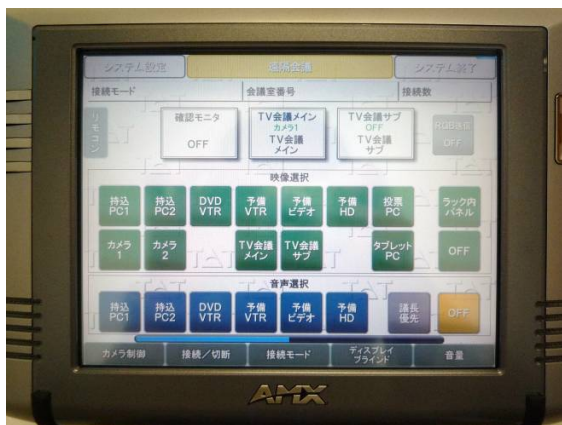 システム設定 遠隔会議 システム終了
接続モード 会議室番号 接続数
リモコン
確認モニタ TV会議メイン TV会議サブ
カメラ1 OFF
OFF TV会議 TV会議 OFF
メイン サブ
映像選択
持込 持込 DVD 予備 予備 予備 投票 ラック内
PC1 PC2 VTR VTR ビデオ HD PC パネル
カメラ カメラ TV会議 TV会議 タブレット OFF
1 2 メイン サブ PC
音声選択
持込 持込 DVD 予備 予備 予備 議長 OFF
PC1 PC2 VTR VTR ビデオ HD 優先
カメラ制御 接続/切断 接続モード ディスプレイ 音量
ブラインド
AMX